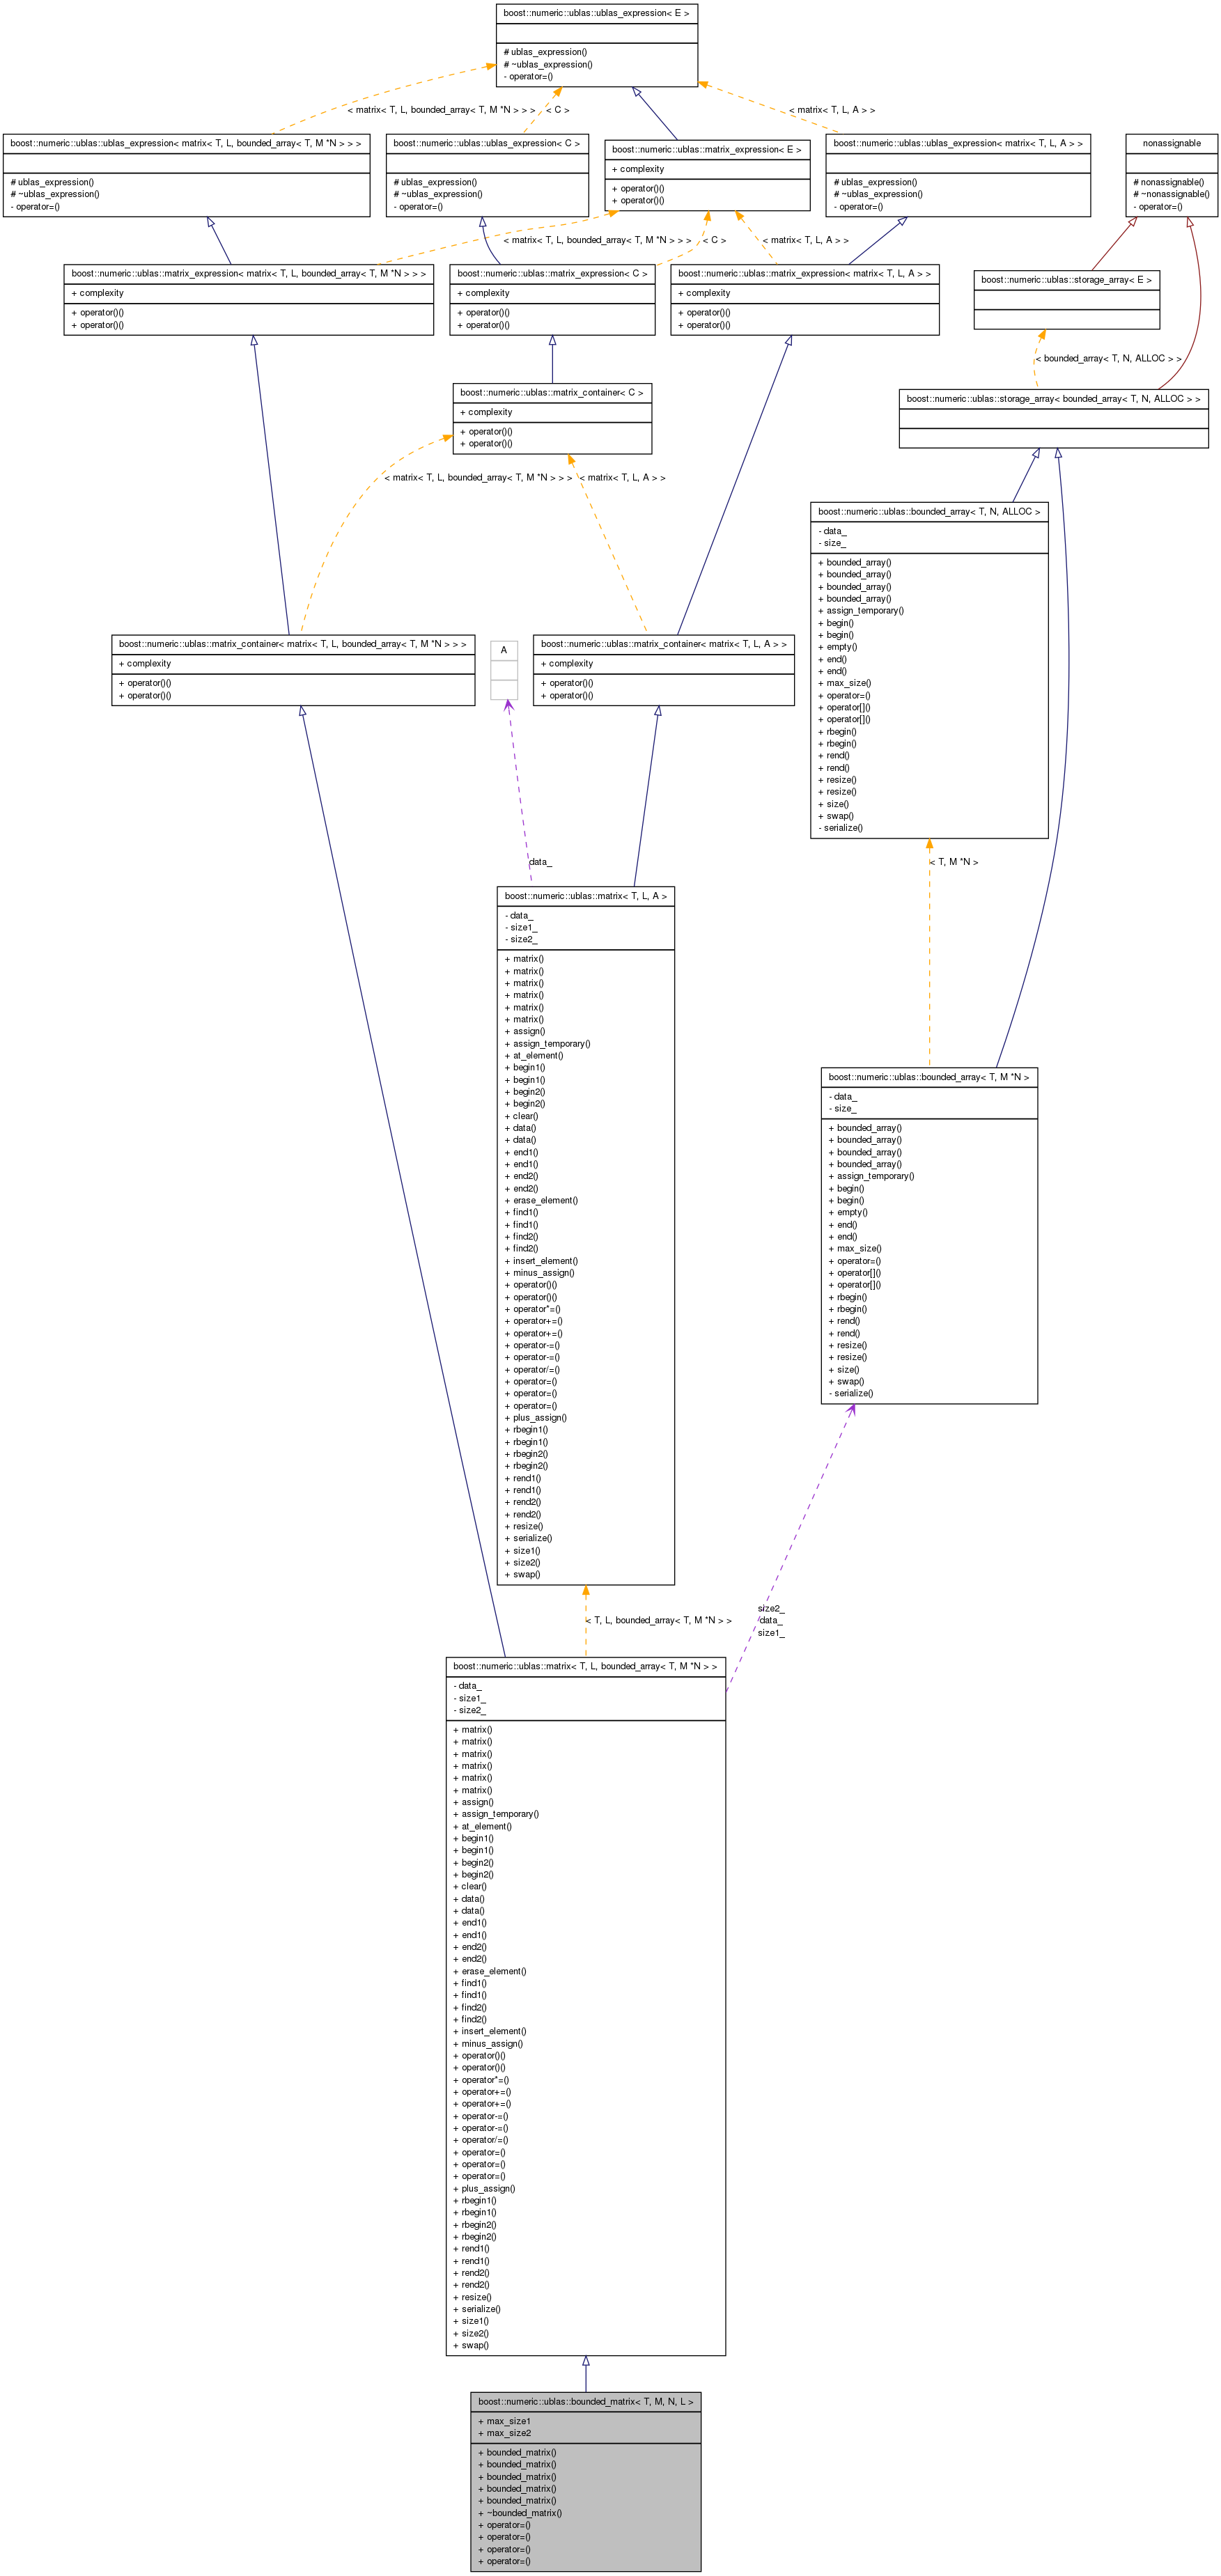 boost::numeric::ublas::ublas_expression< E >
# ublas_expression()
# ~ublas_expression()
- operator=()
< matrix< T, L, bounded_array< T, M *N > > >
< C >
< matrix< T, L, A > >
boost::numeric::ublas::ublas_expression< matrix< T, L, bounded_array< T, M *N > > >
# ublas_expression()
# ~ublas_expression()
- operator=()
boost::numeric::ublas::ublas_expression< C >
# ublas_expression()
# ~ublas_expression()
- operator=()
boost::numeric::ublas::matrix_expression< E >
+ complexity
+ operator()()
+ operator()()
boost::numeric::ublas::ublas_expression< matrix< T, L, A > >
# ublas_expression()
# ~ublas_expression()
- operator=()
nonassignable
# nonassignable()
# ~nonassignable()
- operator=()
< matrix< T, L, bounded_array< T, M *N > > >
< C >
< matrix< T, L, A > >
boost::numeric::ublas::matrix_expression< matrix< T, L, bounded_array< T, M *N > > >
+ complexity
+ operator()()
+ operator()()
boost::numeric::ublas::matrix_expression< C >
+ complexity
+ operator()()
+ operator()()
boost::numeric::ublas::matrix_expression< matrix< T, L, A > >
+ complexity
+ operator()()
+ operator()()
boost::numeric::ublas::storage_array< E >
< bounded_array< T, N, ALLOC > >
boost::numeric::ublas::matrix_container< C >
+ complexity
+ operator()()
+ operator()()
boost::numeric::ublas::storage_array< bounded_array< T, N, ALLOC > >
< matrix< T, L, bounded_array< T, M *N > > >
< matrix< T, L, A > >
boost::numeric::ublas::bounded_array< T, N, ALLOC >
- data_
- size_
+ bounded_array()
+ bounded_array()
+ bounded_array()
+ bounded_array()
+ assign_temporary()
+ begin()
+ begin()
+ empty()
+ end()
+ end()
+ max_size()
+ operator=()
+ operator[]()
+ operator[]()
+ rbegin()
+ rbegin()
+ rend()
+ rend()
+ resize()
+ resize()
+ size()
+ swap()
- serialize()
boost::numeric::ublas::matrix_container< matrix< T, L, bounded_array< T, M *N > > >
+ complexity
+ operator()()
+ operator()()
A
boost::numeric::ublas::matrix_container< matrix< T, L, A > >
+ complexity
+ operator()()
+ operator()()
data_
< T, M *N >
boost::numeric::ublas::matrix< T, L, A >
- data_
- size1_
- size2_
+ matrix()
+ matrix()
+ matrix()
+ matrix()
+ matrix()
+ matrix()
+ assign()
+ assign_temporary()
+ at_element()
+ begin1()
+ begin1()
+ begin2()
+ begin2()
+ clear()
+ data()
+ data()
+ end1()
+ end1()
+ end2()
+ end2()
+ erase_element()
+ find1()
+ find1()
+ find2()
+ find2()
+ insert_element()
+ minus_assign()
+ operator()()
+ operator()()
+ operator*=()
+ operator+=()
+ operator+=()
+ operator-=()
+ operator-=()
+ operator/=()
+ operator=()
+ operator=()
+ operator=()
+ plus_assign()
+ rbegin1()
+ rbegin1()
+ rbegin2()
+ rbegin2()
+ rend1()
+ rend1()
+ rend2()
+ rend2()
+ resize()
+ serialize()
+ size1()
+ size2()
+ swap()
boost::numeric::ublas::bounded_array< T, M *N >
- data_
- size_
+ bounded_array()
+ bounded_array()
+ bounded_array()
+ bounded_array()
+ assign_temporary()
+ begin()
+ begin()
+ empty()
+ end()
+ end()
+ max_size()
+ operator=()
+ operator[]()
+ operator[]()
+ rbegin()
+ rbegin()
+ rend()
+ rend()
+ resize()
+ resize()
+ size()
+ swap()
- serialize()
< T, L, bounded_array< T, M *N > >
size2_
data_
size1_
boost::numeric::ublas::matrix< T, L, bounded_array< T, M *N > >
- data_
- size1_
- size2_
+ matrix()
+ matrix()
+ matrix()
+ matrix()
+ matrix()
+ matrix()
+ assign()
+ assign_temporary()
+ at_element()
+ begin1()
+ begin1()
+ begin2()
+ begin2()
+ clear()
+ data()
+ data()
+ end1()
+ end1()
+ end2()
+ end2()
+ erase_element()
+ find1()
+ find1()
+ find2()
+ find2()
+ insert_element()
+ minus_assign()
+ operator()()
+ operator()()
+ operator*=()
+ operator+=()
+ operator+=()
+ operator-=()
+ operator-=()
+ operator/=()
+ operator=()
+ operator=()
+ operator=()
+ plus_assign()
+ rbegin1()
+ rbegin1()
+ rbegin2()
+ rbegin2()
+ rend1()
+ rend1()
+ rend2()
+ rend2()
+ resize()
+ serialize()
+ size1()
+ size2()
+ swap()
boost::numeric::ublas::bounded_matrix< T, M, N, L >
+ max_size1
+ max_size2
+ bounded_matrix()
+ bounded_matrix()
+ bounded_matrix()
+ bounded_matrix()
+ bounded_matrix()
+ ~bounded_matrix()
+ operator=()
+ operator=()
+ operator=()
+ operator=()